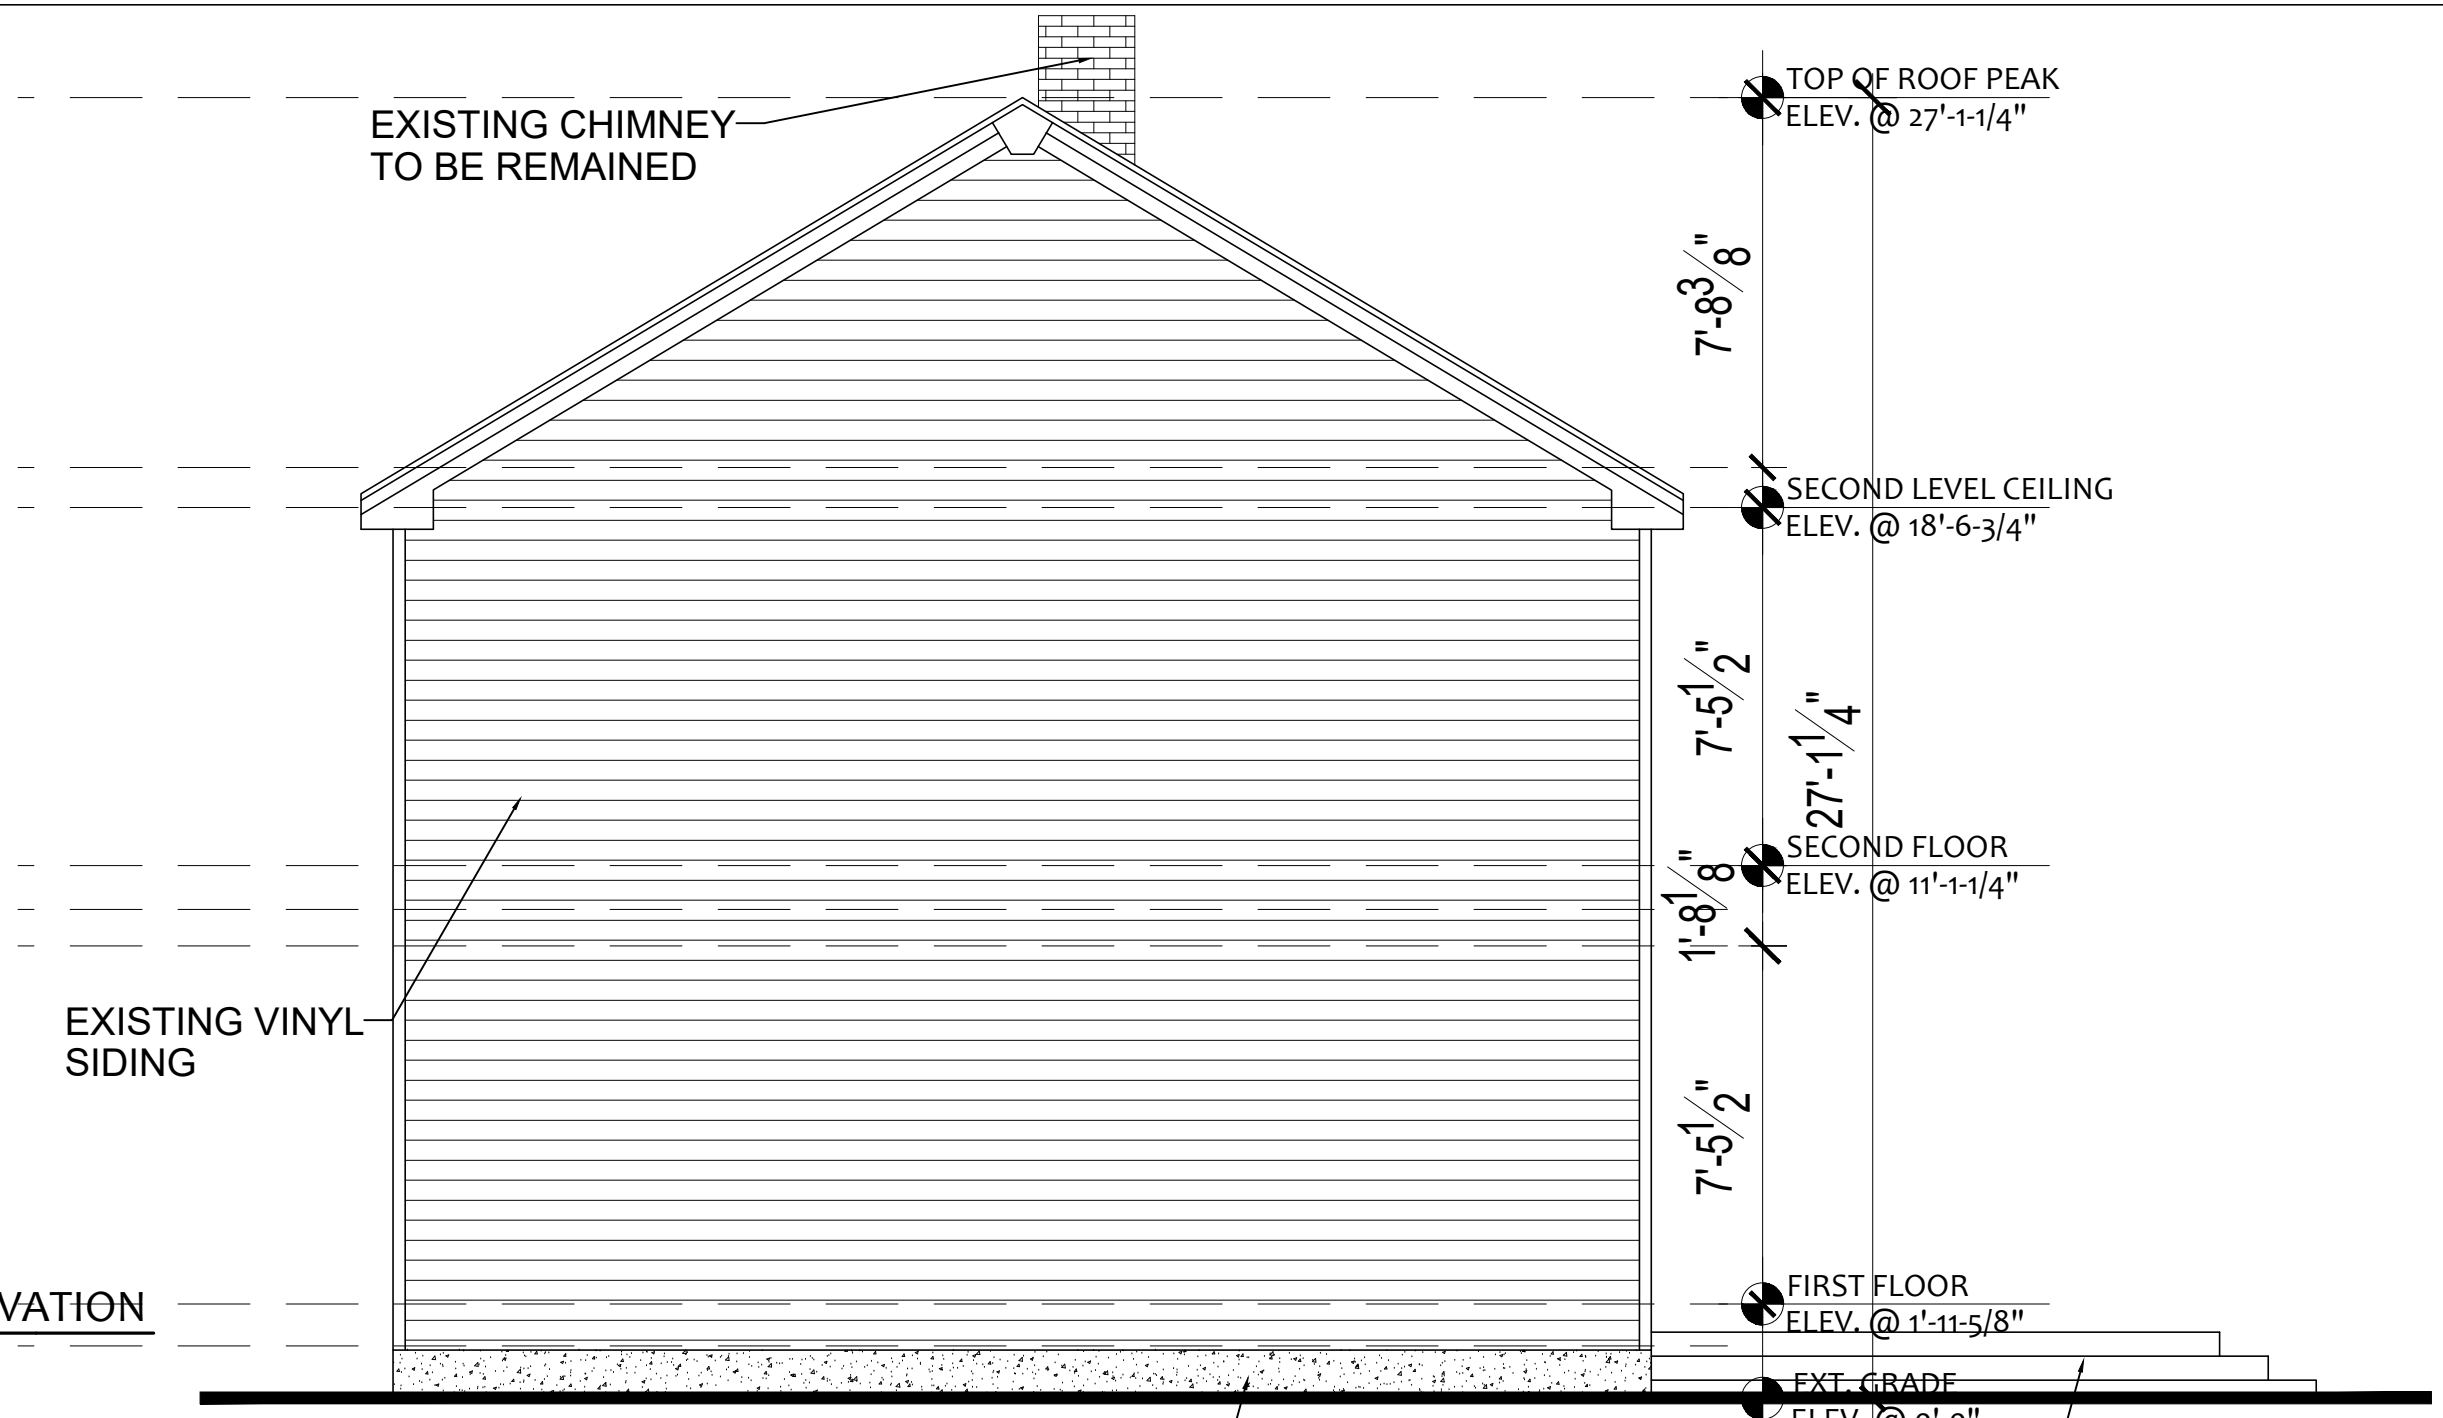 TOP OF ROOF PEAK
ELEV. @ 27'-1-1/4"
EXISTING CHIMNEY
TO BE REMAINED
7'-8 3/8"
SECOND LEVEL CEILING
ELEV. @ 18'-6-3/4"
7'-5 1/2"
27'-1 1/4"
SECOND FLOOR
ELEV. @ 11'-1-1/4"
1'-8 1/8"
EXISTING VINYL
SIDING
7'-5 1/2"
FIRST FLOOR
ELEV. @ 1'-11-5/8"
VATION
EXT. GRADE
ELEV. @ 0'-0"